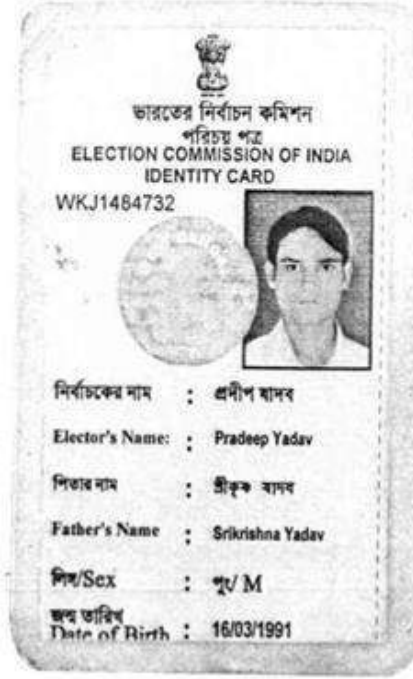 ভারতের নির্বাচন কমিশন
পরিচয় পত্র
ELECTION COMMISSION OF INDIA
IDENTITY CARD
WKJ1484732
নির্বাচকের নাম : প্রদীপ যাদব
Elector's Name: : Pradeep Yadav
পিতার নাম : শ্রীকৃষ্ণ যাদব
Father's Name : Srikrishna Yadav
লিঙ্গ/Sex : পুং/ M
জন্ম তারিখ
Date of Birth : 16/03/1991